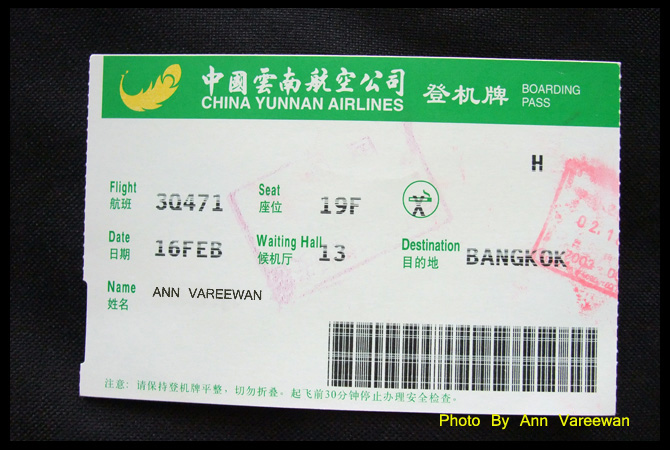 中國雲南航空公司
CHINA YUNNAN AIRLINES
登机牌
BOARDING
PASS
H
Flight
航班
3Q471
Seat
座位
19F
Date
日期
16FEB
Waiting Hall
候机厅
13
Destination
目的地
BANGKOK
Name
姓名
ANN VAREEWAN
注意：请保持登机牌平整，切勿折叠。起飞前30分钟停止办理安全检查。
Photo By Ann Vareewan